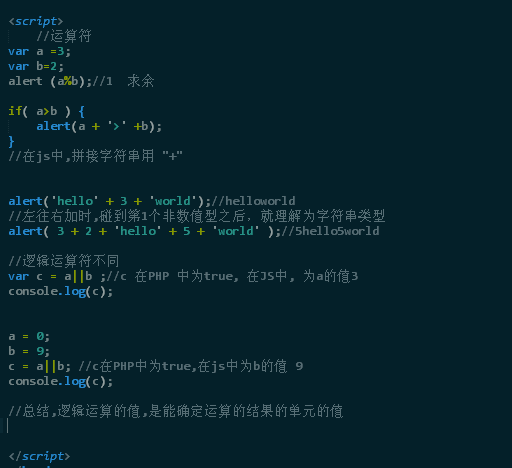 <script>
//运算符
var a =3;
var b=2;
alert (a%b);//1  求余
if( a>b ) {
alert(a + '>' +b);
}
//在js中,拼接字符串用 "+"
alert('hello' + 3 + 'world');//helloworld
//左往右加时,碰到第1个非数值型之后，就理解为字符串类型
alert( 3 + 2 + 'hello' + 5 + 'world' );//5hello5world
//逻辑运算符不同
var c = a||b ;//c 在PHP 中为true, 在JS中, 为a的值3
console.log(c);
a = 0;
b = 9;
c = a||b; //c在PHP中为true,在js中为b的值 9
console.log(c);
//总结,逻辑运算的值,是能确定运算的结果的单元的值
</script>